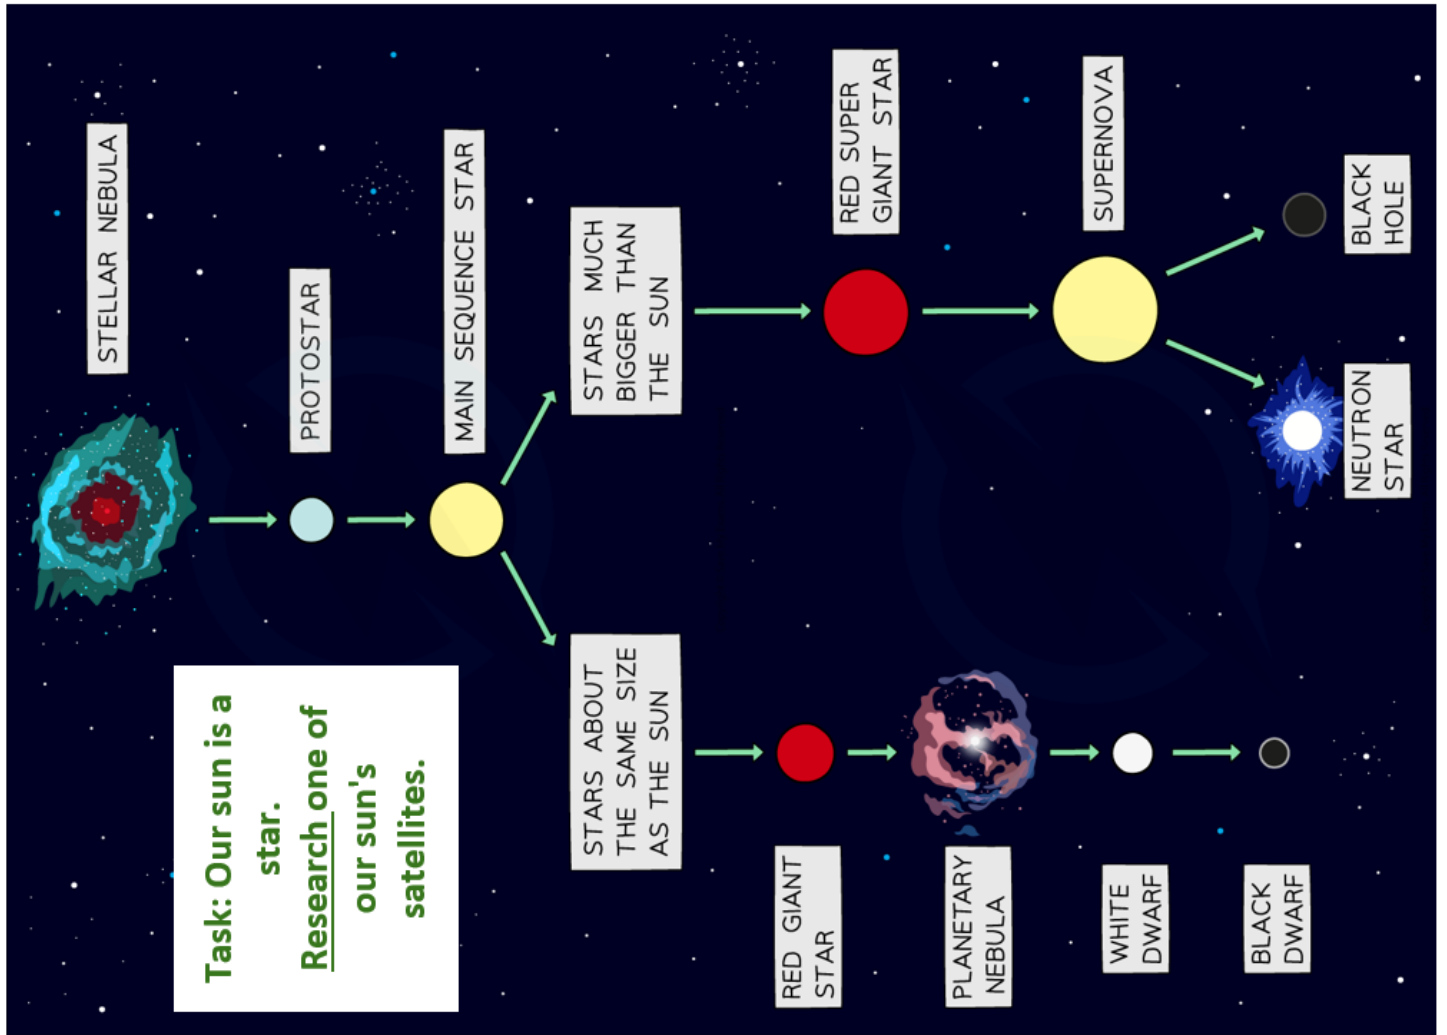 STELLAR NEBULA
PROTOSTAR
MAIN SEQUENCE STAR
Task: Our sun is a
star.
Research one of
our sun's
satellites.
STARS ABOUT
THE SAME SIZE
AS THE SUN
STARS MUCH
BIGGER THAN
THE SUN
RED GIANT
STAR
PLANETARY
NEBULA
WHITE
DWARF
BLACK
DWARF
RED SUPER
GIANT STAR
SUPERNOVA
NEUTRON
STAR
BLACK
HOLE